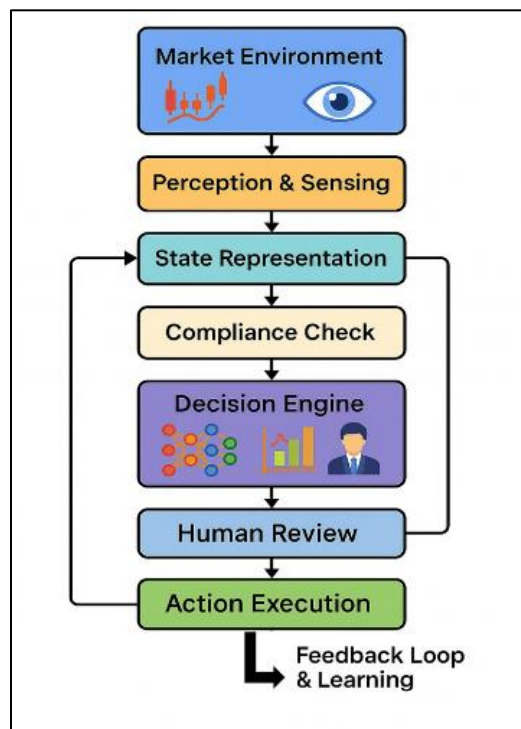 Market Environment
Perception & Sensing
State Representation
Compliance Check
Decision Engine
Human Review
Action Execution
Feedback Loop
& Learning